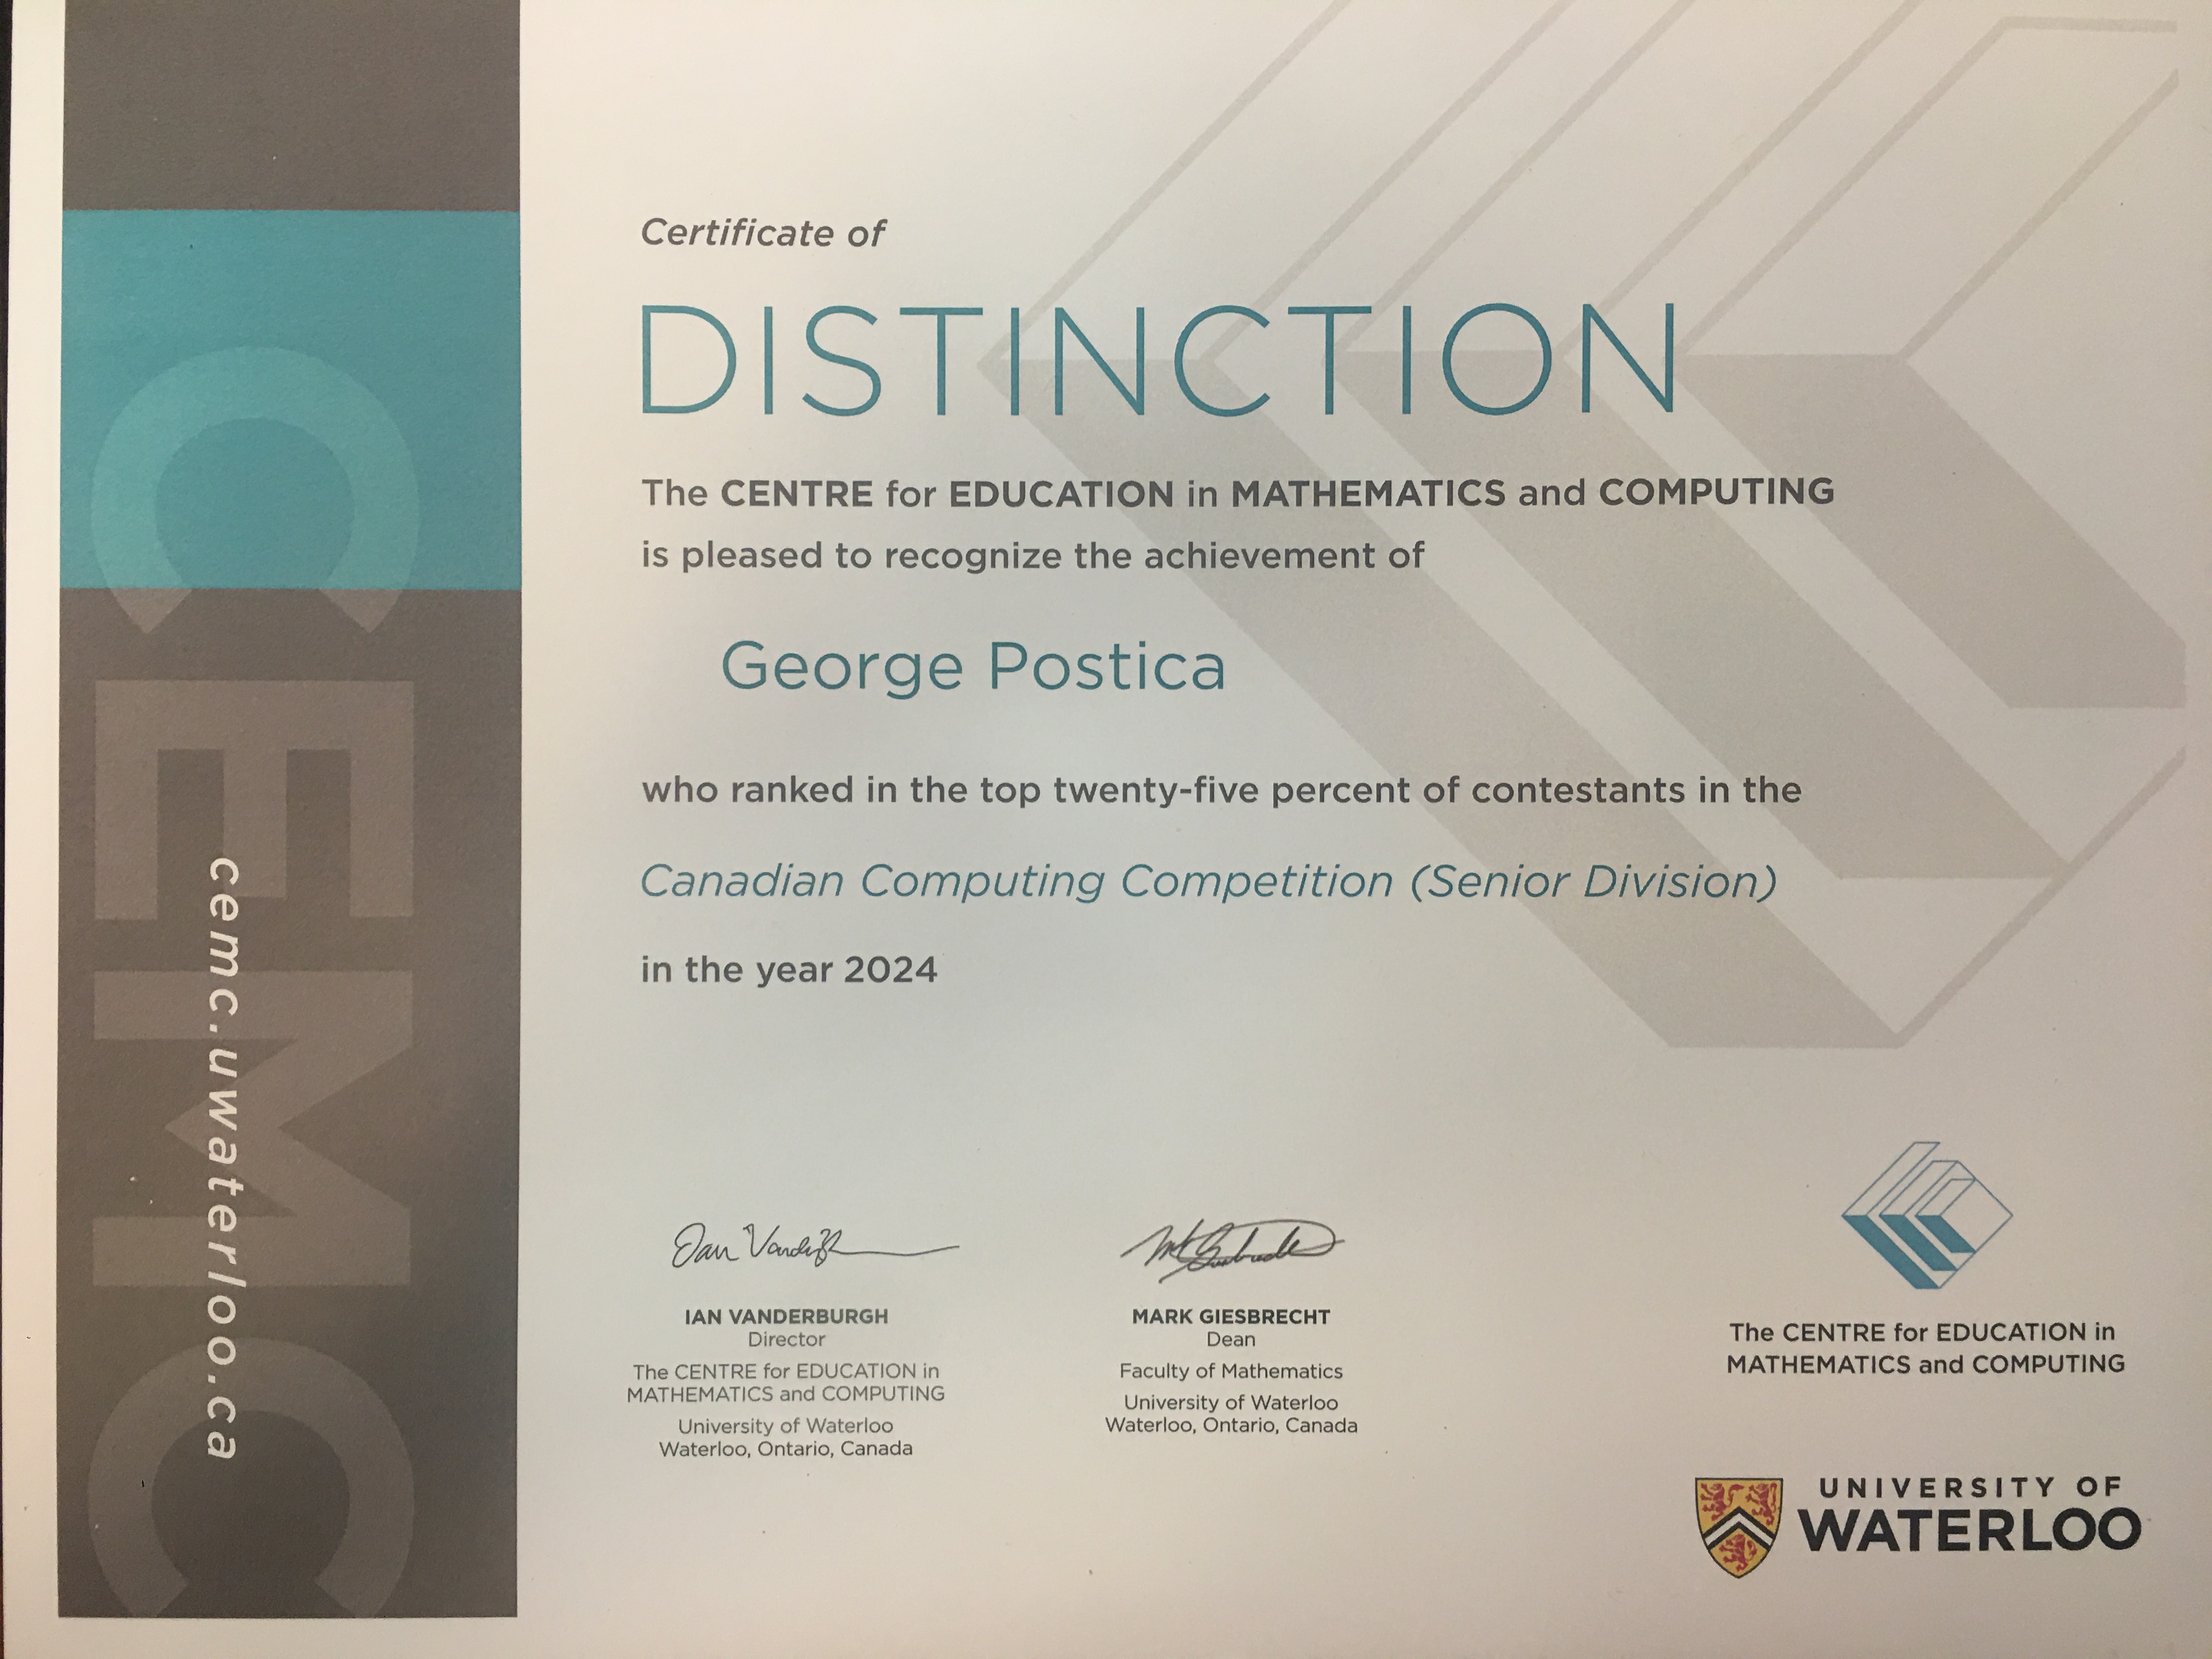 Certificate of
DISTINCTION
The CENTRE for EDUCATION in MATHEMATICS and COMPUTING
is pleased to recognize the achievement of
George Postica
who ranked in the top twenty-five percent of contestants in the
Canadian Computing Competition (Senior Division)
in the year 2024
CEMC
cemc.uwaterloo.ca
Ian Vanderburgh
IAN VANDERBURGH
Director
The CENTRE for EDUCATION in
MATHEMATICS and COMPUTING
University of Waterloo
Waterloo, Ontario, Canada
MARK GIESBRECHT
Dean
Faculty of Mathematics
University of Waterloo
Waterloo, Ontario, Canada
The CENTRE for EDUCATION in
MATHEMATICS and COMPUTING
UNIVERSITY OF
WATERLOO